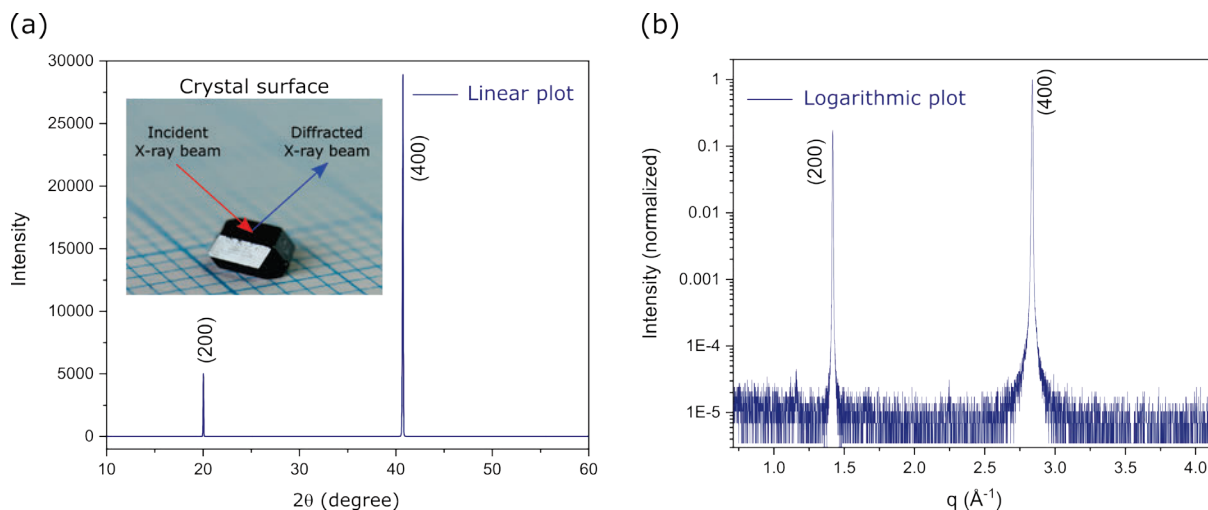 (a)
30000
25000
20000
15000
10000
5000
0
Intensity
Crystal surface
Incident
X-ray beam
Diffracted
X-ray beam
Linear plot
(200)
(400)
10
20
30
40
50
60
2θ (degree)
(b)
1
0.1
0.01
0.001
1E-4
1E-5
Intensity (normalized)
Logarithmic plot
(200)
(400)
1.0
1.5
2.0
2.5
3.0
3.5
4.0
q (Å⁻¹)